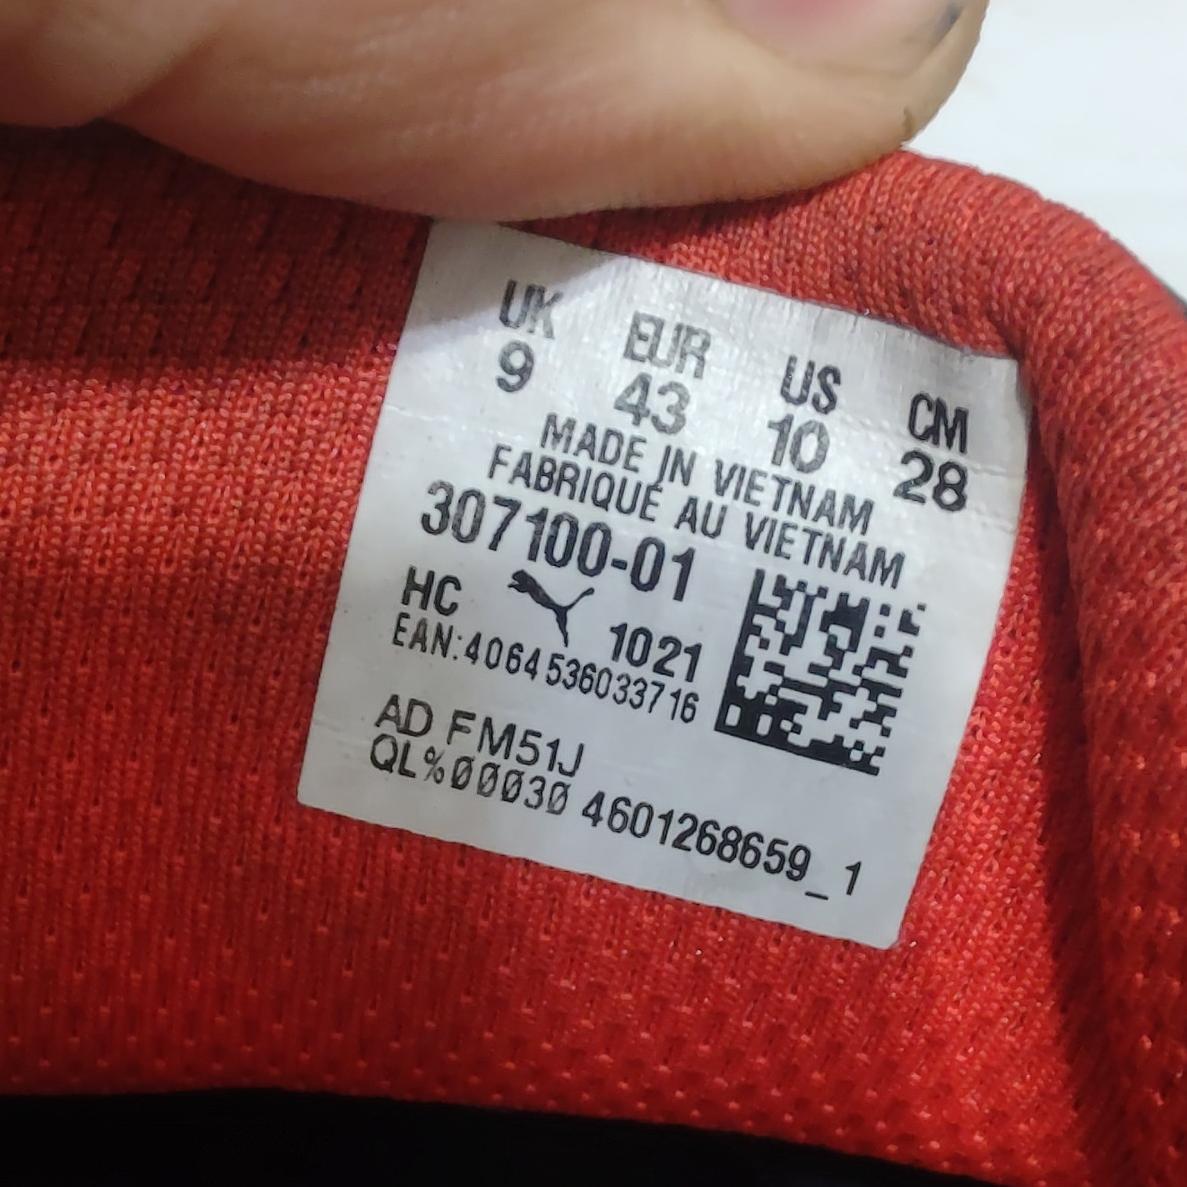 UK EUR US CM
9 43 10 28
MADE IN VIETNAM
FABRIQUÉ AU VIETNAM
307100-01
HC 1021
EAN:4064536033716
AD FM51J
QL%00030 4601268659_1